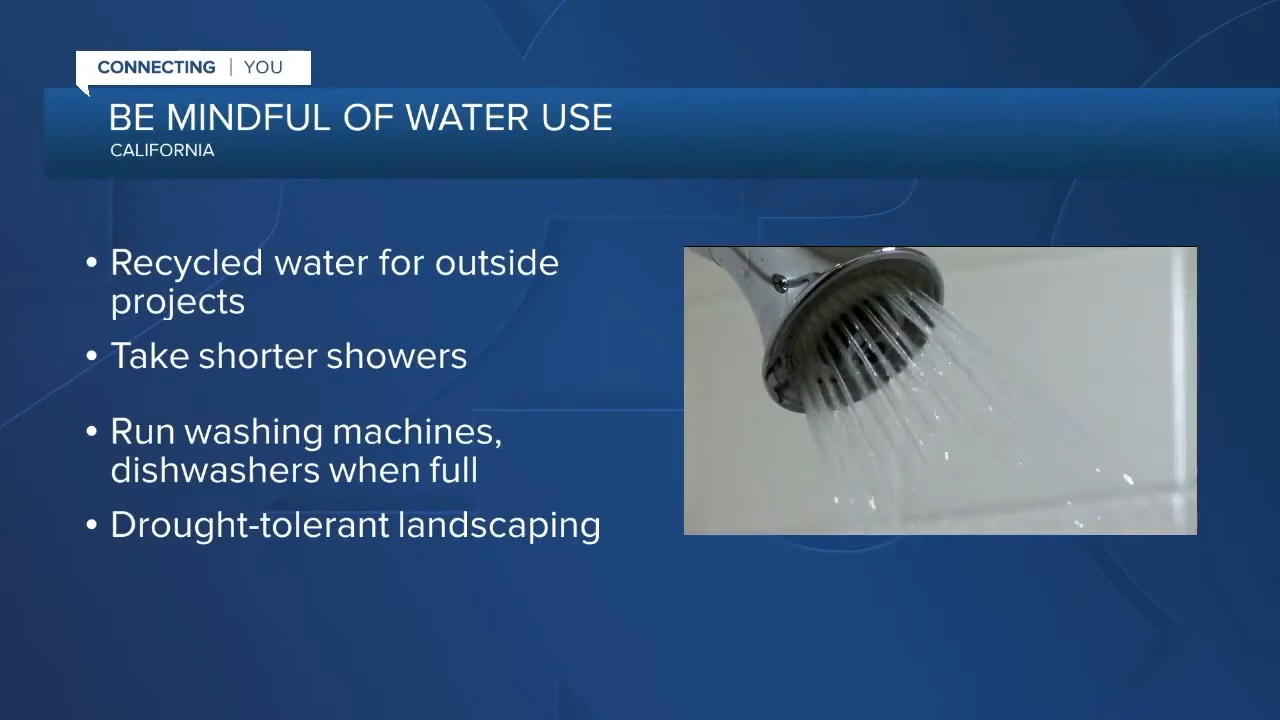 CONNECTING | YOU
BE MINDFUL OF WATER USE
CALIFORNIA
• Recycled water for outside
projects
• Take shorter showers
• Run washing machines,
dishwashers when full
• Drought-tolerant landscaping